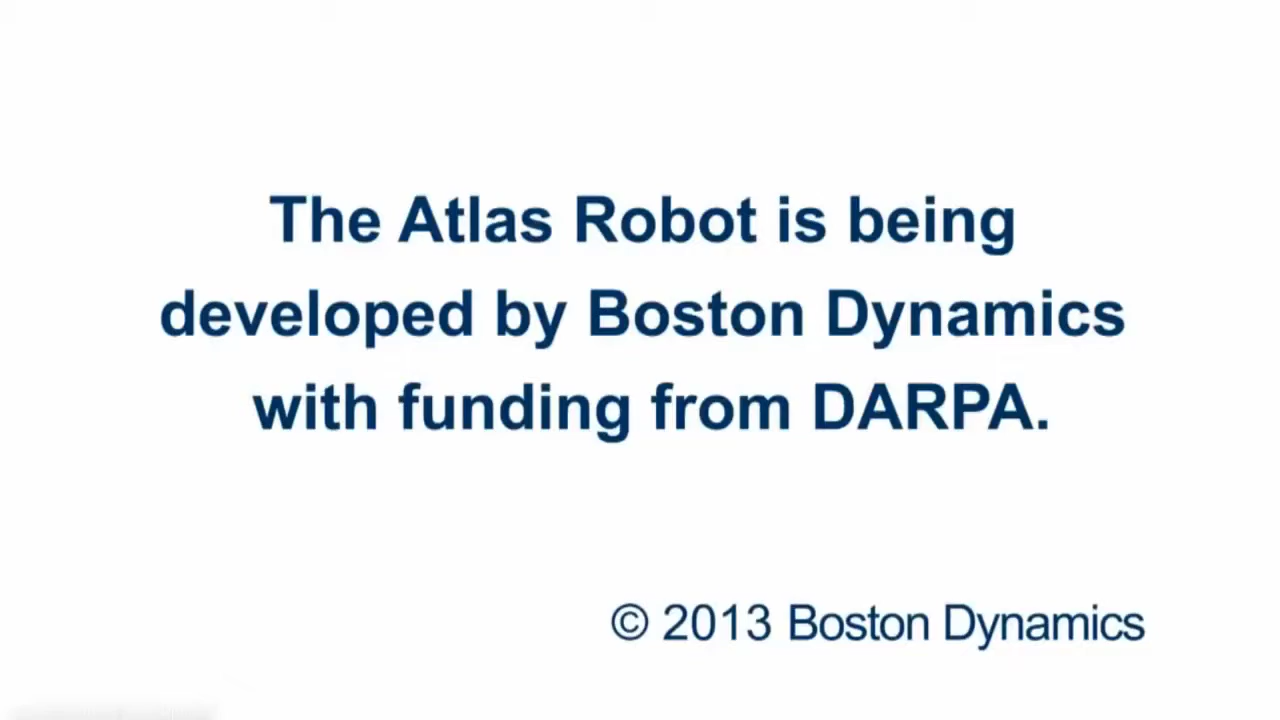 The Atlas Robot is being
developed by Boston Dynamics
with funding from DARPA.
© 2013 Boston Dynamics